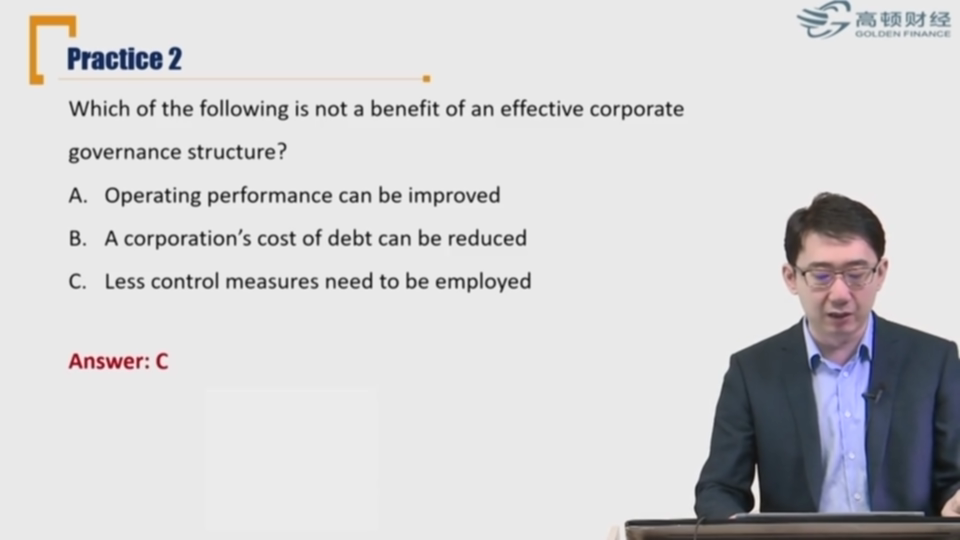 高顿财经
GOLDEN FINANCE
Practice 2
Which of the following is not a benefit of an effective corporate
governance structure?
A. Operating performance can be improved
B. A corporation's cost of debt can be reduced
C. Less control measures need to be employed
Answer: C